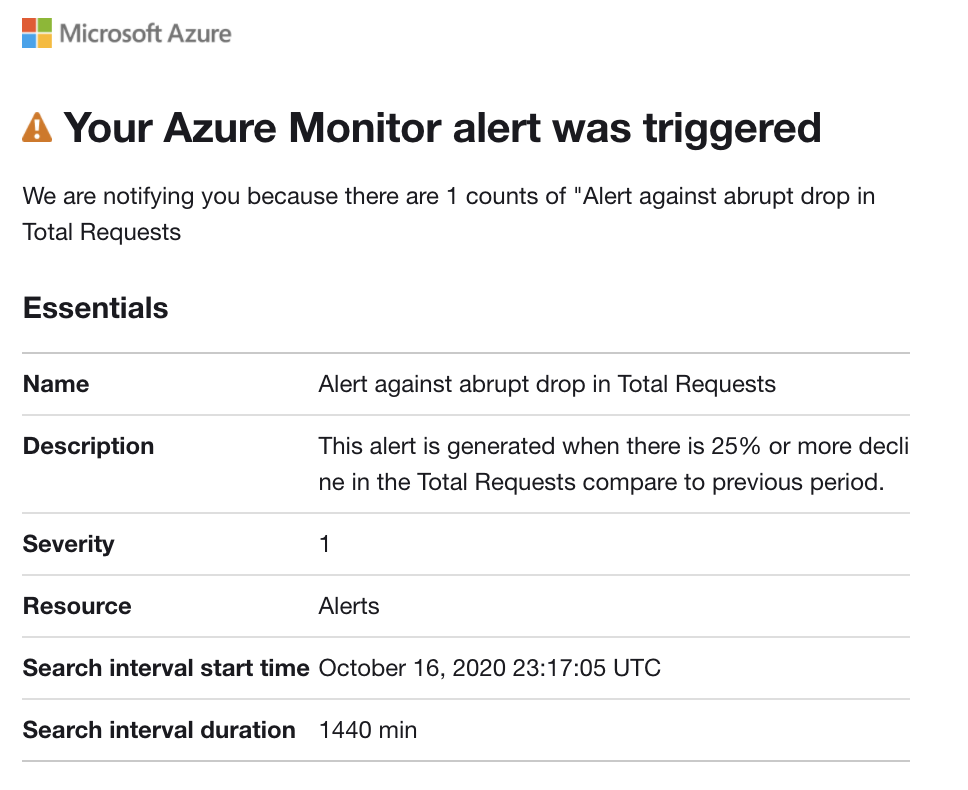 Microsoft Azure
Your Azure Monitor alert was triggered
We are notifying you because there are 1 counts of "Alert against abrupt drop in
Total Requests
Essentials
Name Alert against abrupt drop in Total Requests
Description This alert is generated when there is 25% or more decli
ne in the Total Requests compare to previous period.
Severity 1
Resource Alerts
Search interval start time October 16, 2020 23:17:05 UTC
Search interval duration 1440 min